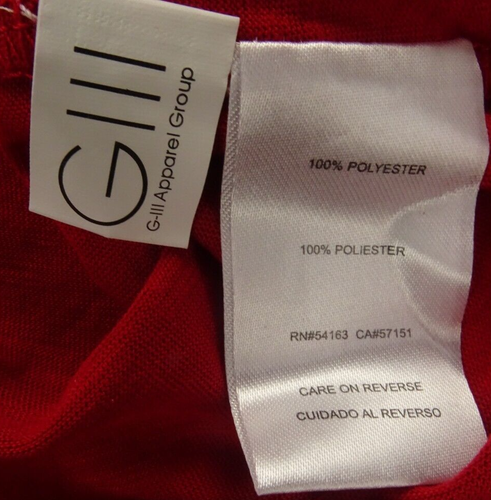 GIII
G-III Apparel Group
100% POLYESTER
100% POLIESTER
RN#54163 CA#57151
CARE ON REVERSE
CUIDADO AL REVERSO